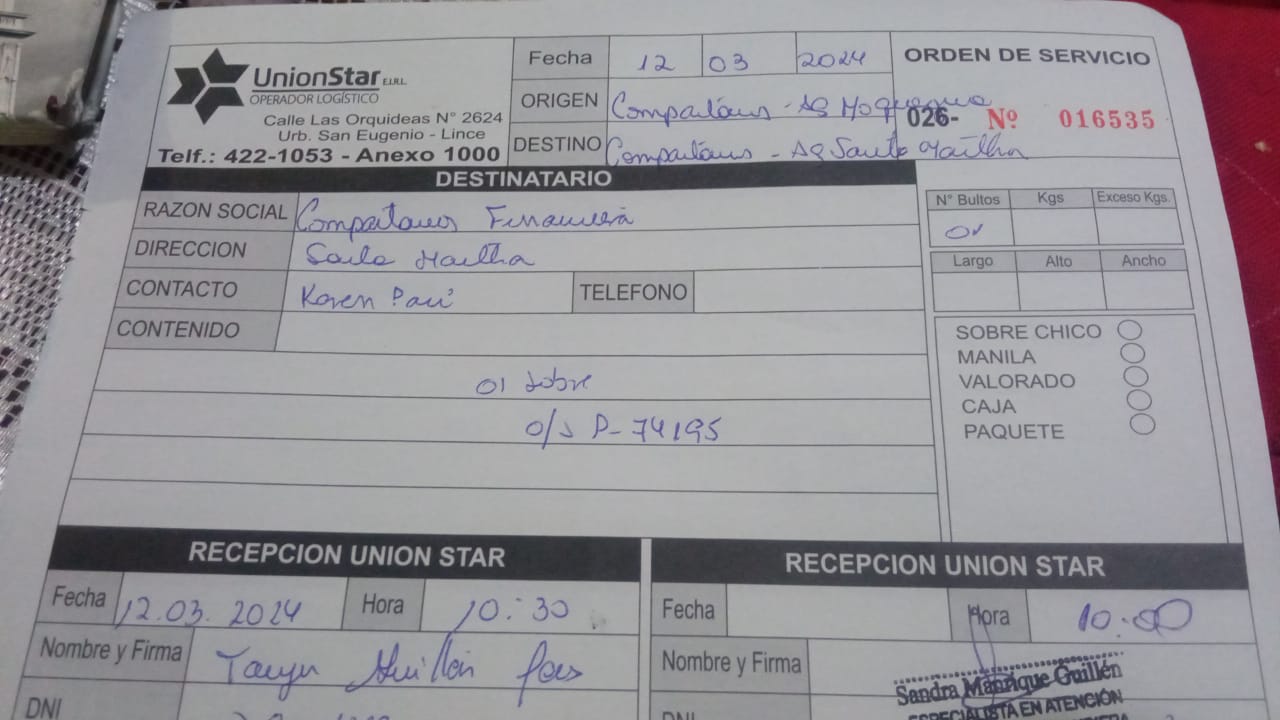 UnionStar E.I.R.L.
OPERADOR LOGÍSTICO
Calle Las Orquideas N° 2624
Urb. San Eugenio - Lince
Telf.: 422-1053 - Anexo 1000
Fecha 12 03 2024
ORIGEN Compartamos - Ag Moquegua
DESTINO Compartamos - Ag Santa Martha
ORDEN DE SERVICIO
026- Nº 016535
DESTINATARIO
RAZON SOCIAL Compartamos Financiera
DIRECCION Santa Martha
CONTACTO Karen TELEFONO
CONTENIDO
01 sobre
O/S P-74195
N° Bultos Kgs Exceso Kgs.
01
Largo Alto Ancho
SOBRE CHICO
MANILA
VALORADO
CAJA
PAQUETE
RECEPCION UNION STAR
Fecha 12.03.2024 Hora 10:30
Nombre y Firma
DNI
RECEPCION UNION STAR
Fecha Hora 10:00
Nombre y Firma
Sandra Manrique Guillén
ESPECIALISTA EN ATENCIÓN
DNI